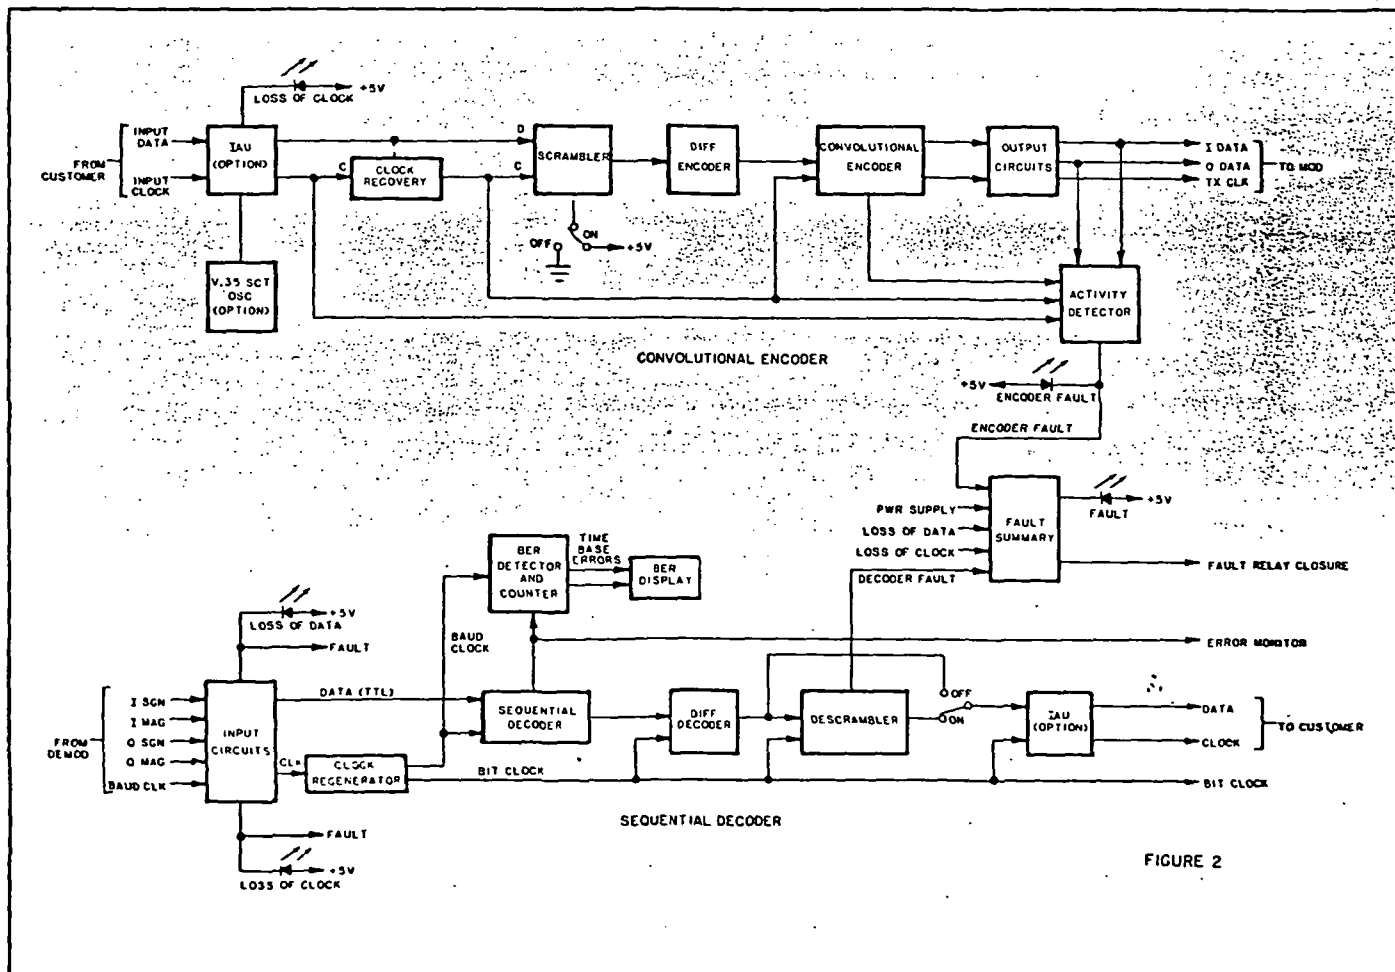 +5V
LOSS OF CLOCK
FROM
CUSTOMER
INPUT
DATA
INPUT
CLOCK
IAU
(OPTION)
C
CLOCK
RECOVERY
D
C
SCRAMBLER
DIFF
ENCODER
CONVOLUTIONAL
ENCODER
OUTPUT
CIRCUITS
I DATA
Q DATA
TX CLK
TO MOD
OFF
ON
+5V
V.35 SCT
OSC
(OPTION)
ACTIVITY
DETECTOR
CONVOLUTIONAL ENCODER
+5V
ENCODER FAULT
ENCODER FAULT
PWR SUPPLY
LOSS OF DATA
LOSS OF CLOCK
DECODER FAULT
FAULT
SUMMARY
+5V
FAULT
FAULT RELAY CLOSURE
BER
DETECTOR
AND
COUNTER
TIME
BASE
ERRORS
BER
DISPLAY
+5V
LOSS OF DATA
FAULT
BAUD
CLOCK
ERROR MONITOR
FROM
DEMOD
I SGN
I MAG
Q SGN
Q MAG
BAUD CLK
INPUT
CIRCUITS
DATA (TTL)
CLK
CLOCK
REGENERATOR
SEQUENTIAL
DECODER
DIFF
DECODER
DESCRAMBLER
OFF
ON
IAU
(OPTION)
DATA
CLOCK
TO CUSTOMER
BIT CLOCK
BIT CLOCK
FAULT
+5V
LOSS OF CLOCK
SEQUENTIAL DECODER
FIGURE 2